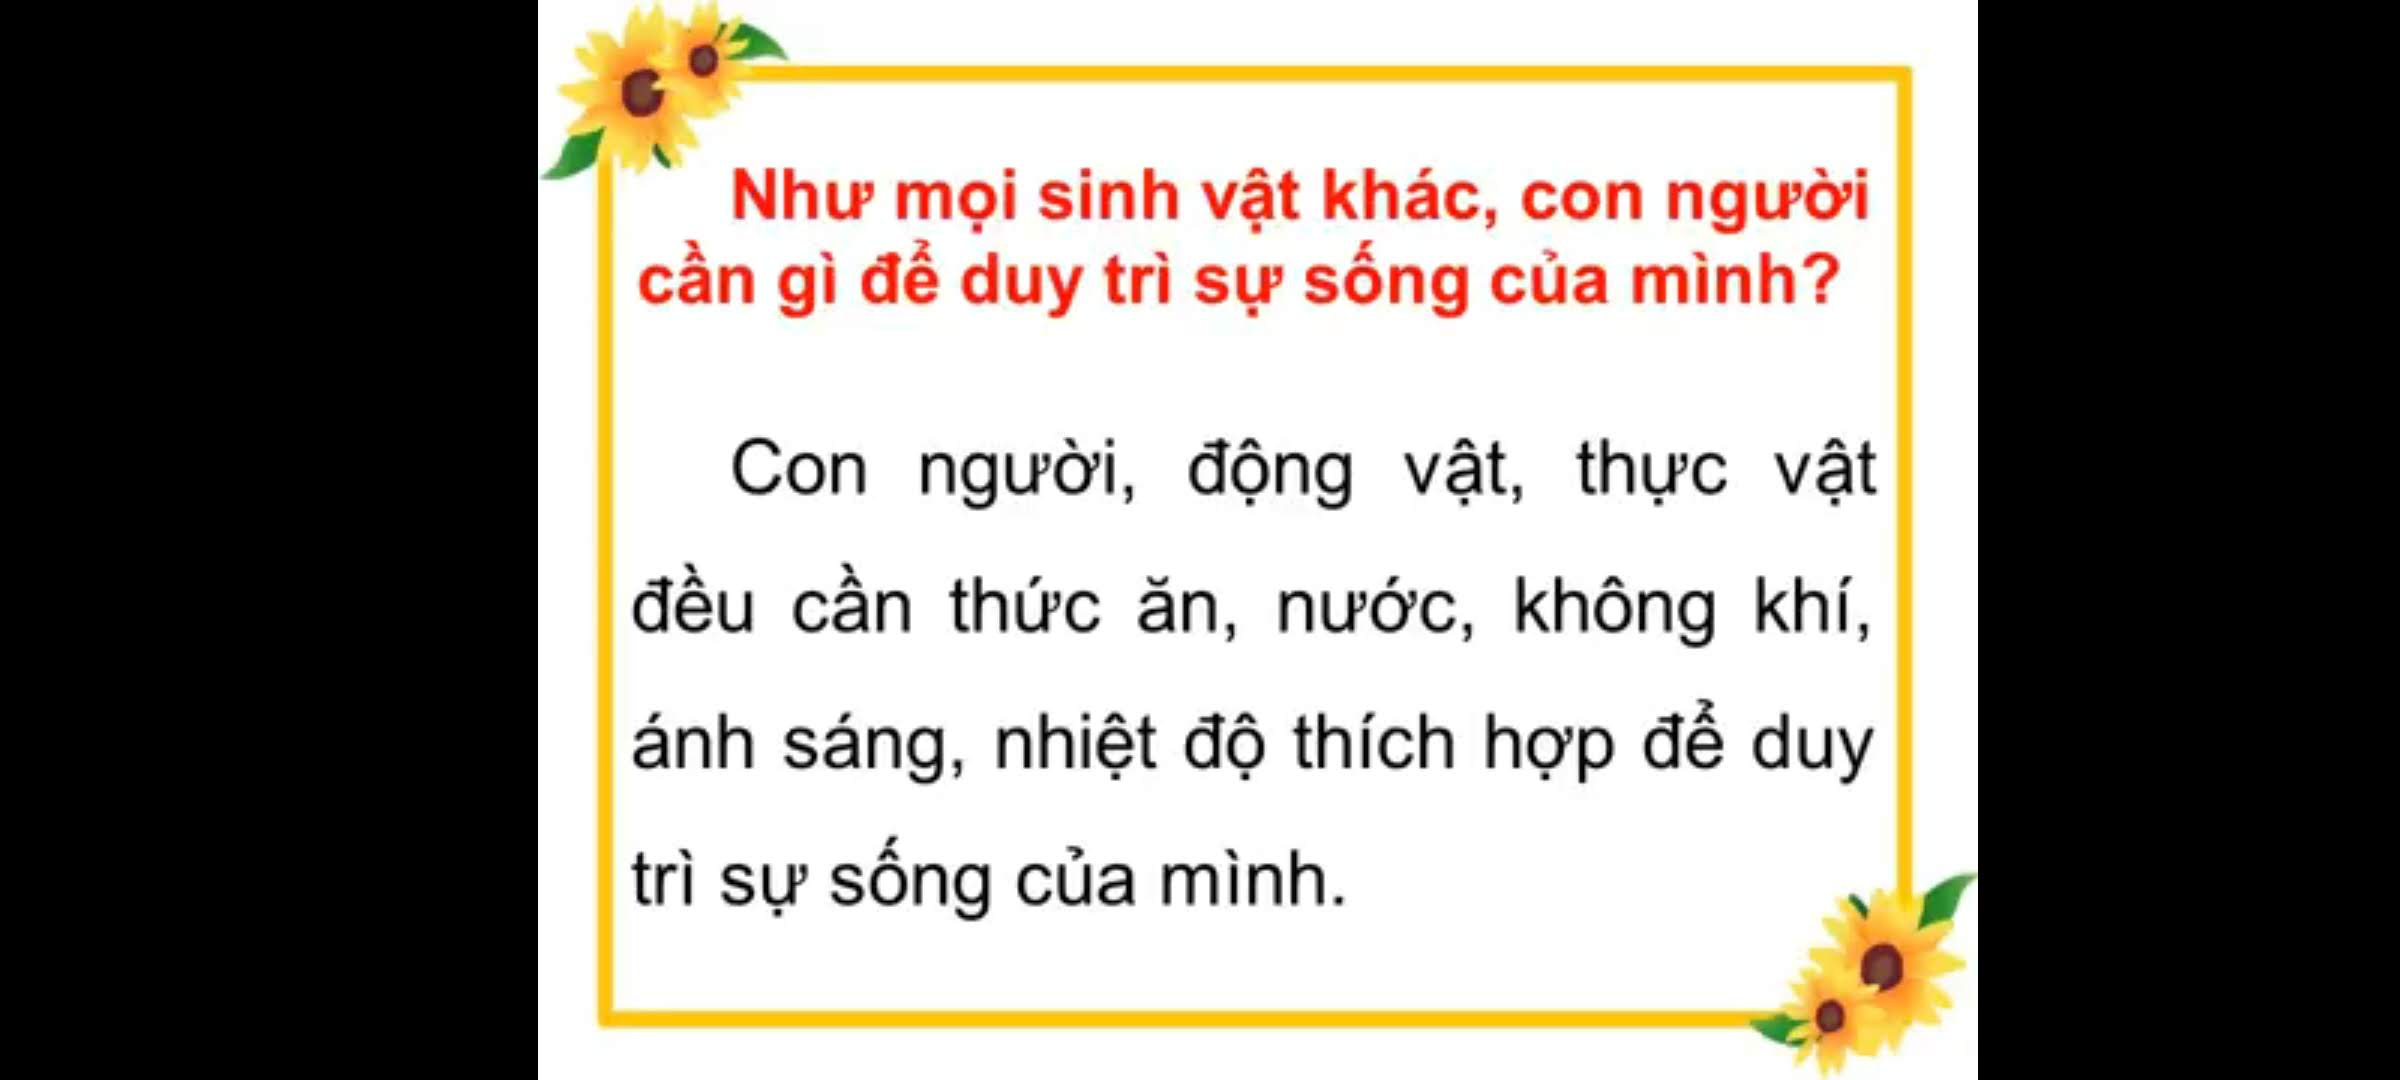 Như mọi sinh vật khác, con người
cần gì để duy trì sự sống của mình?
Con người, động vật, thực vật
đều cần thức ăn, nước, không khí,
ánh sáng, nhiệt độ thích hợp để duy
trì sự sống của mình.